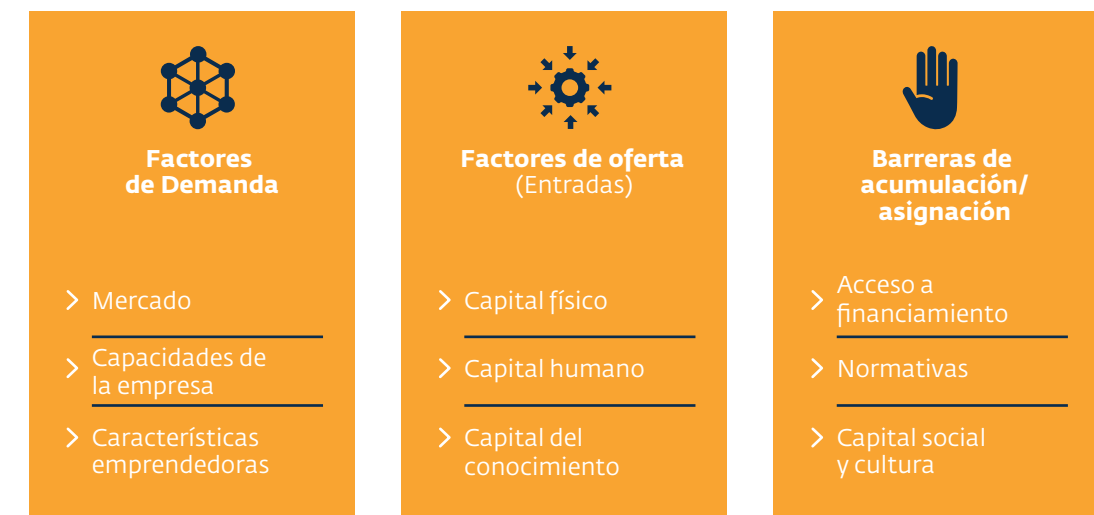 Factores
de Demanda
Mercado
Capacidades de
la empresa
Características
emprendedoras
Factores de oferta
(Entradas)
Capital físico
Capital humano
Capital del
conocimiento
Barreras de
acumulación/
asignación
Acceso a
financiamiento
Normativas
Capital social
y cultura